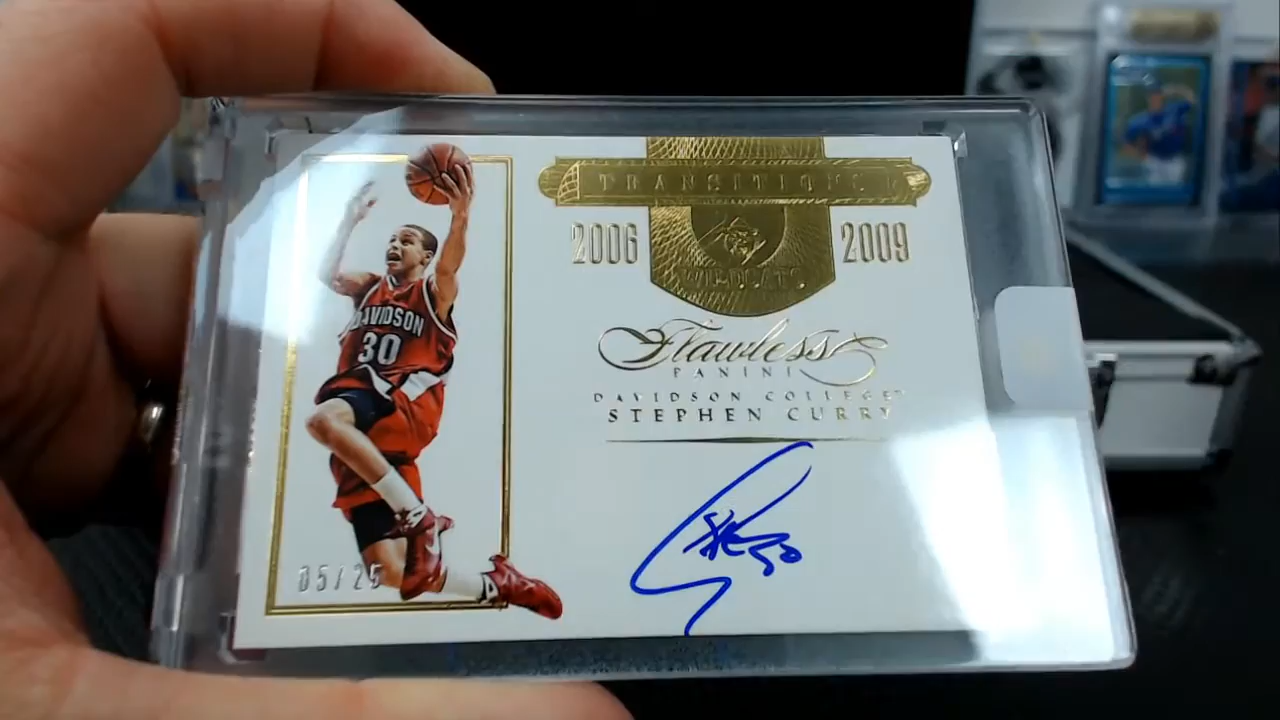 TRANSITIONS
2006 2009
WILDCATS
Flawless
PANINI
DAVIDSON COLLEGE
STEPHEN CURRY
DAVIDSON
30
05/25